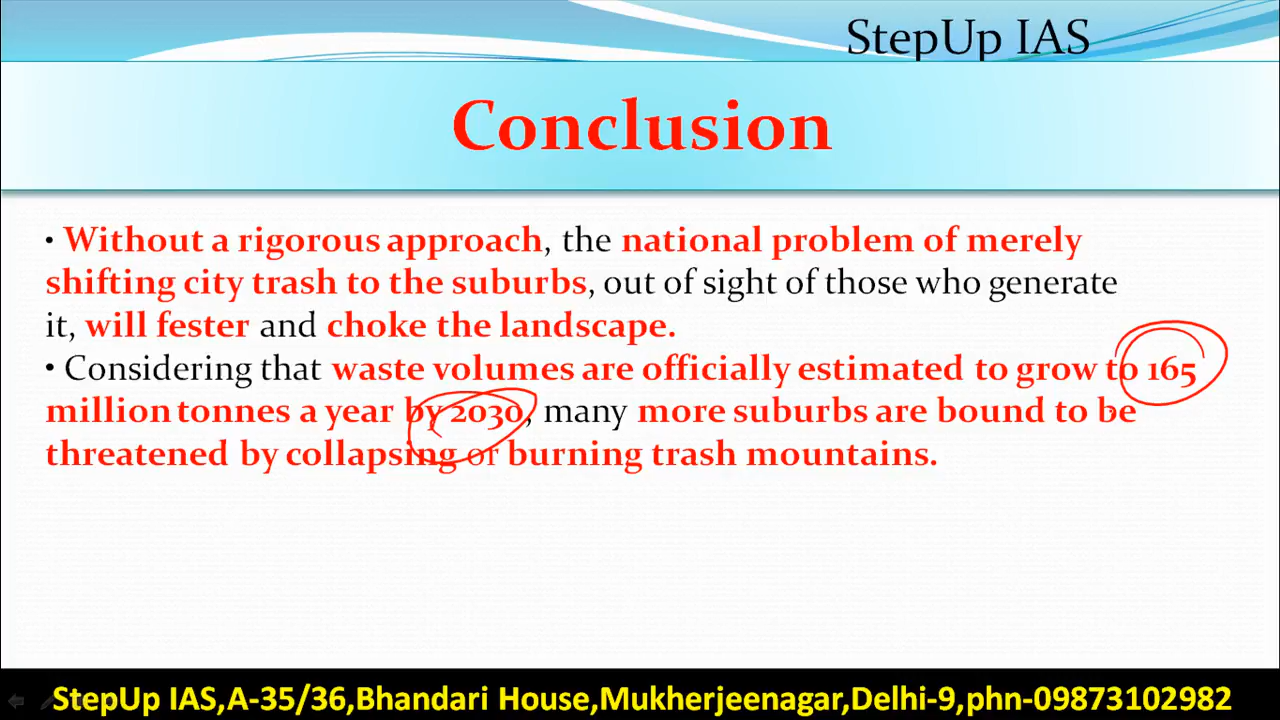 StepUp IAS
Conclusion
• Without a rigorous approach, the national problem of merely
shifting city trash to the suburbs, out of sight of those who generate
it, will fester and choke the landscape.
• Considering that waste volumes are officially estimated to grow to 165
million tonnes a year by 2030, many more suburbs are bound to be
threatened by collapsing or burning trash mountains.
StepUp IAS,A-35/36,Bhandari House,Mukherjeenagar,Delhi-9,phn-09873102982